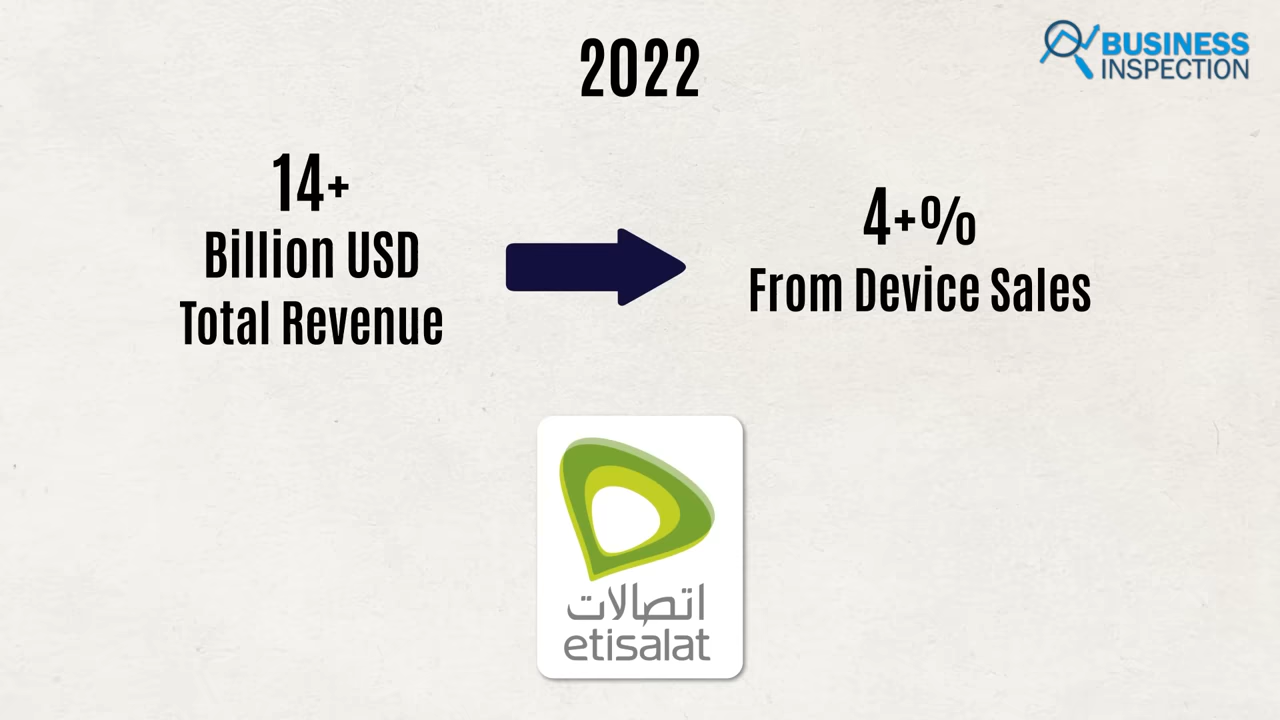 2022
BUSINESS
INSPECTION
14+
Billion USD
Total Revenue
4+%
From Device Sales
اتصالات
etisalat